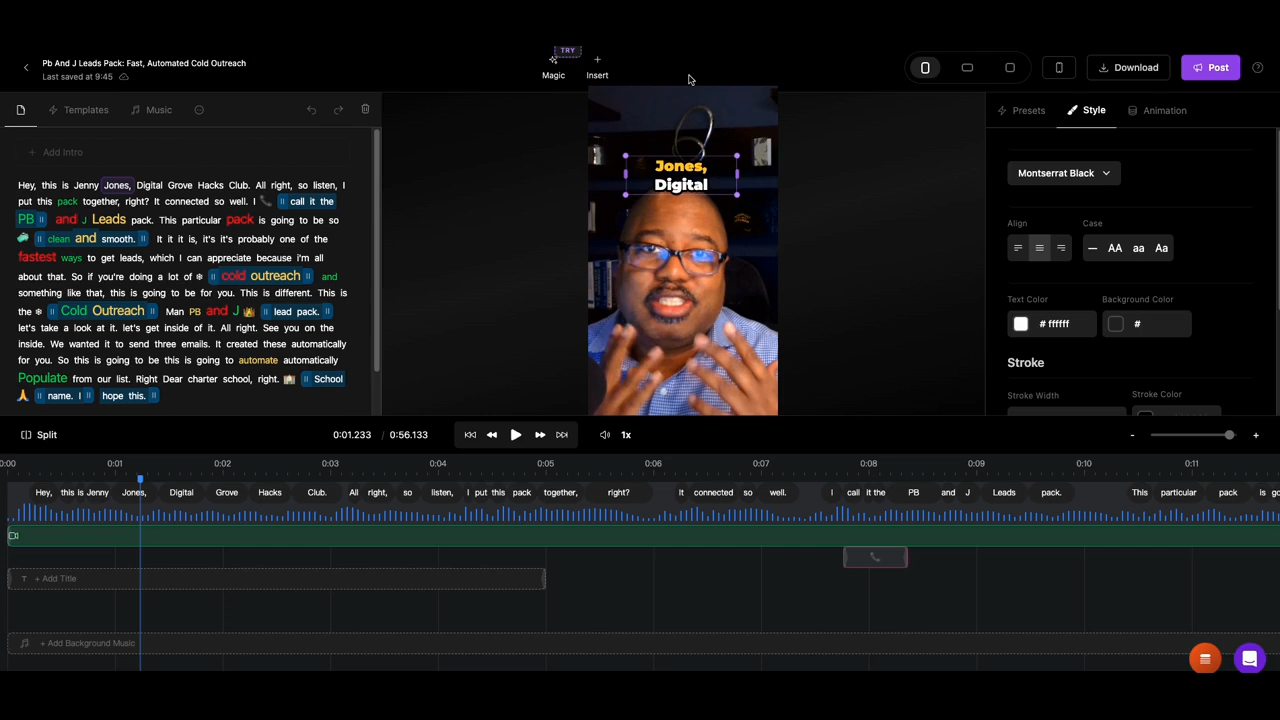 TRY
Pb And J Leads Pack: Fast, Automated Cold Outreach
Last saved at 9:45
Magic
Insert
Download
Post
Templates
Music
Presets
Style
Animation
+ Add Intro
Hey, this is Jenny Jones, Digital Grove Hacks Club. All right, so listen, I
put this pack together, right? It connected so well. I 📞 call it the
PB and J Leads pack. This particular pack is going to be so
🧼 clean and smooth. It it it is, it's it's probably one of the
fastest ways to get leads, which I can appreciate because i'm all
about that. So if you're doing a lot of ❄ cold outreach and
something like that, this is going to be for you. This is different. This is
the ❄ Cold Outreach Man PB and J 👑 lead pack.
let's take a look at it. let's get inside of it. All right. See you on the
inside. We wanted it to send three emails. It created these automatically
for you. So this is going to be this is going to automate automatically
Populate from our list. Right Dear charter school, right. 🏫 School
🙏 name. I hope this.
Jones,
Digital
Montserrat Black
Align
Case
— AA aa Aa
Text Color
Background Color
# ffffff
#
Stroke
Stroke Width
Stroke Color
Split
0:01.233 / 0:56.133
1x
- +
0:00 0:01 0:02 0:03 0:04 0:05 0:06 0:07 0:08 0:09 0:10 0:11
Hey, this is Jenny Jones, Digital Grove Hacks Club. All right, so listen, I put this pack together, right? It connected so well. I call it the PB and J Leads pack. This particular pack is go
T + Add Title
+ Add Background Music